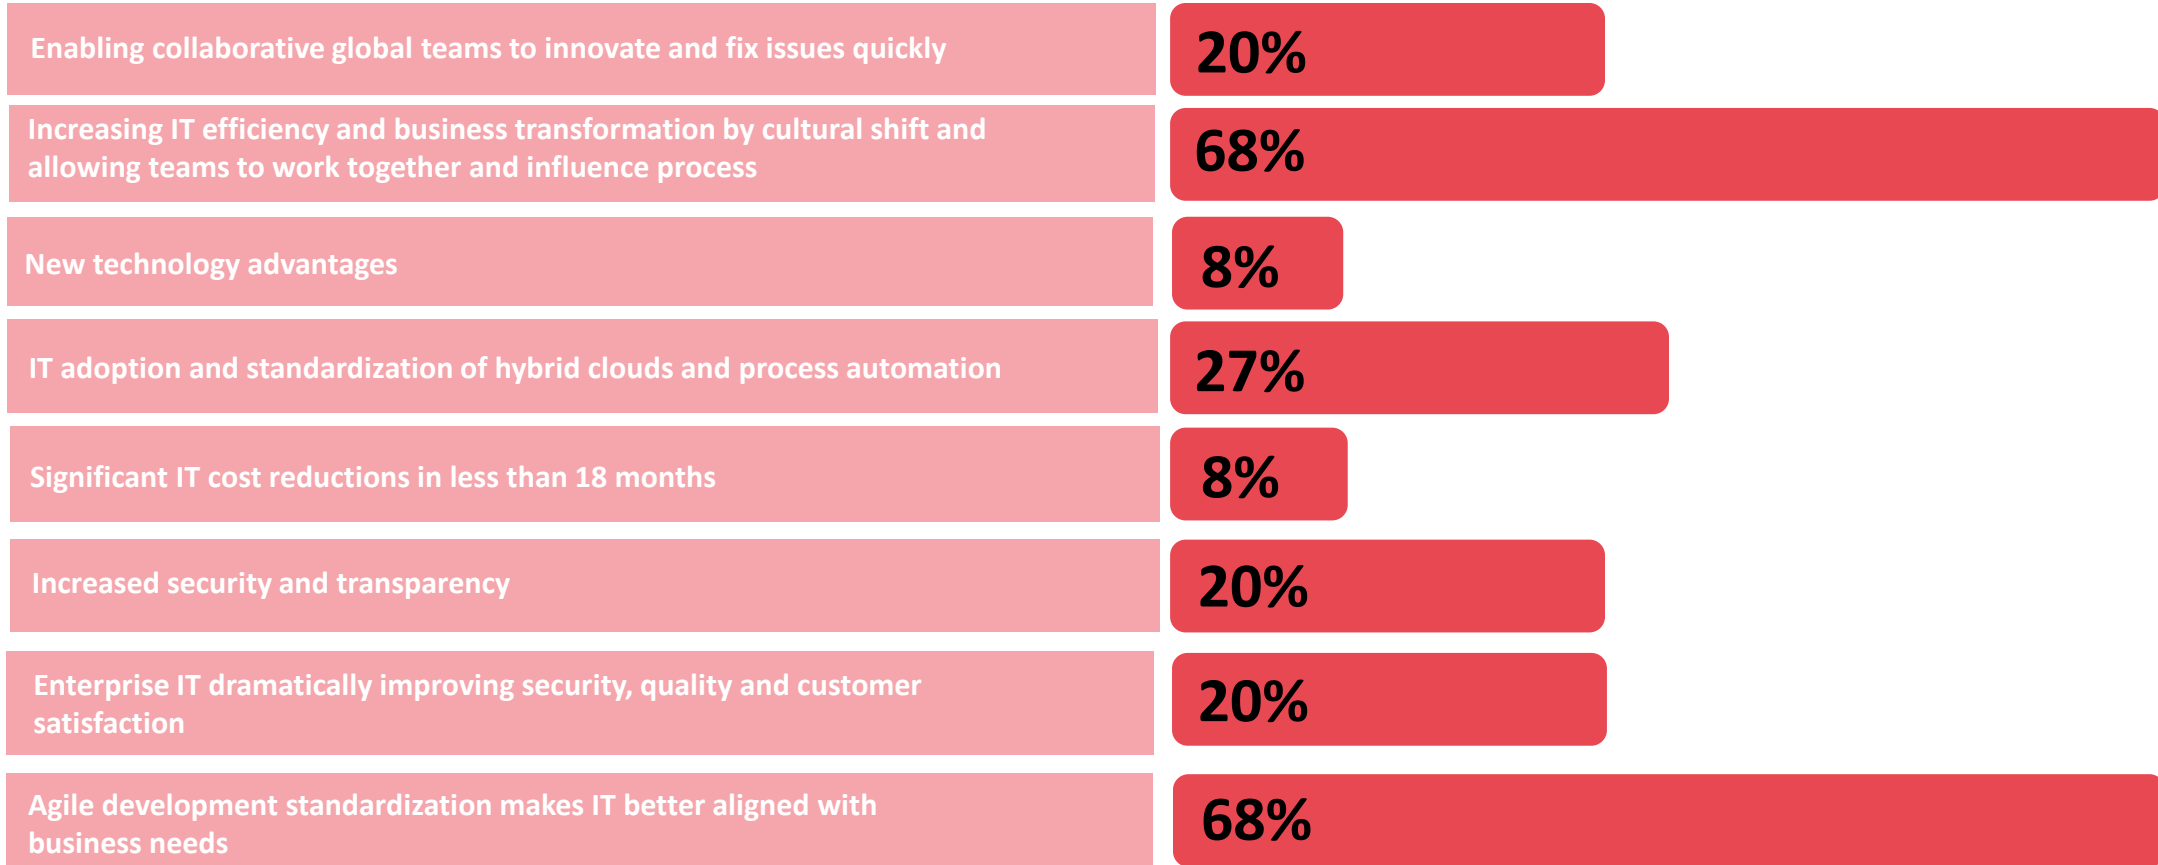 Enabling collaborative global teams to innovate and fix issues quickly
20%
Increasing IT efficiency and business transformation by cultural shift and
allowing teams to work together and influence process
68%
New technology advantages
8%
IT adoption and standardization of hybrid clouds and process automation
27%
Significant IT cost reductions in less than 18 months
8%
Increased security and transparency
20%
Enterprise IT dramatically improving security, quality and customer
satisfaction
20%
Agile development standardization makes IT better aligned with
business needs
68%